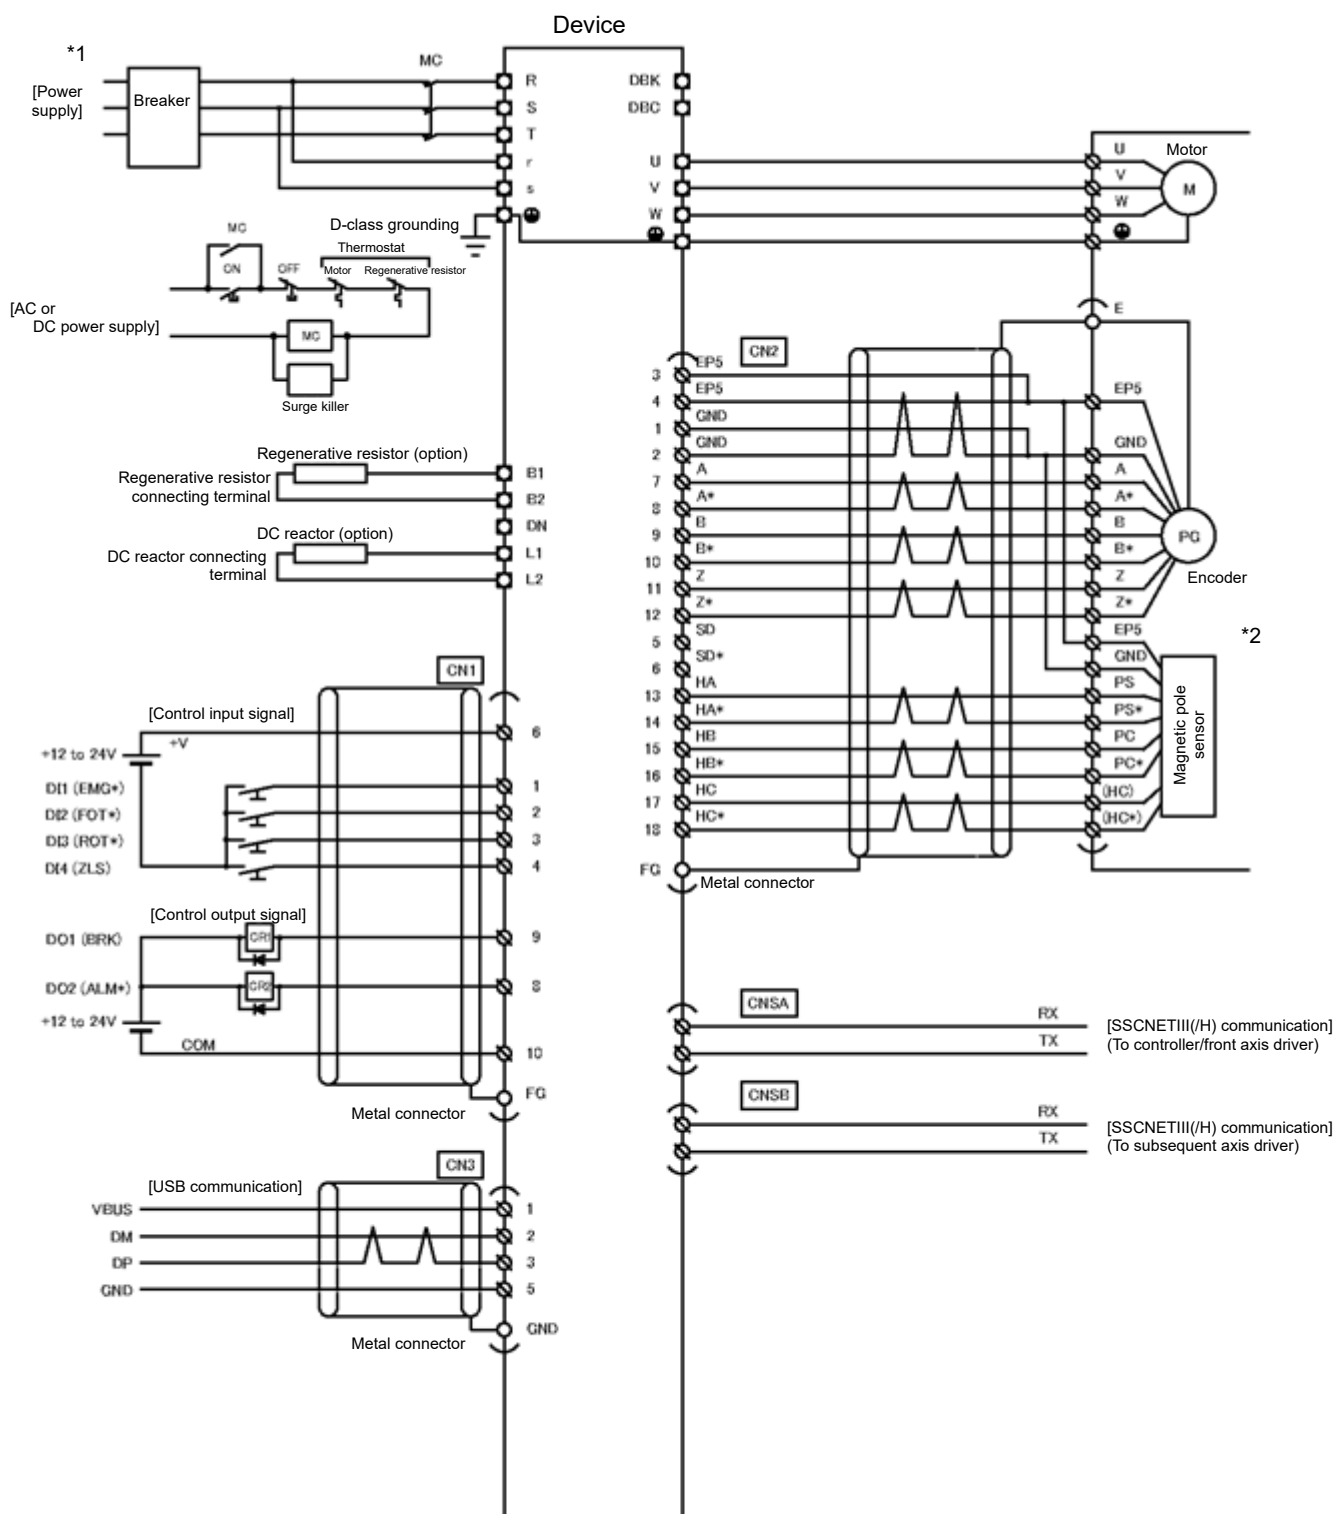 Device
*1
[Power
supply]
Breaker
MC
R
S
T
r
s
DBK
DBC
U
V
W
U
V
W
Motor
M
D-class grounding
MC
ON
OFF
Thermostat
Motor
Regenerative resistor
[AC or
DC power supply]
MC
Surge killer
Regenerative resistor (option)
Regenerative resistor
connecting terminal
B1
B2
DN
DC reactor (option)
DC reactor connecting
terminal
L1
L2
CN2
E
3 EP5
4 EP5
1 GND
2 GND
7 A
8 A*
9 B
10 B*
11 Z
12 Z*
5 SD
6 SD*
13 HA
14 HA*
15 HB
16 HB*
17 HC
18 HC*
FG
Metal connector
EP5
GND
A
A*
B
B*
Z
Z*
PG
Encoder
*2
EP5
GND
PS
PS*
PC
PC*
(HC)
(HC*)
Magnetic pole
sensor
CN1
[Control input signal]
+V
+12 to 24V
6
DI1 (EMG*) 1
DI2 (FOT*) 2
DI3 (ROT*) 3
DI4 (ZLS) 4
[Control output signal]
DO1 (BRK) CR1 9
DO2 (ALM*) CR2 8
+12 to 24V
COM 10
FG
Metal connector
CN3
[USB communication]
VBUS 1
DM 2
DP 3
GND 5
GND
Metal connector
CNSA
RX
TX
[SSCNETIII(/H) communication]
(To controller/front axis driver)
CNSB
RX
TX
[SSCNETIII(/H) communication]
(To subsequent axis driver)